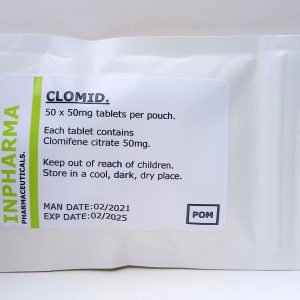 CLOMID.
50 x 50mg tablets per pouch.
Each tablet contains
Clomifene citrate 50mg.
Keep out of reach of children.
Store in a cool, dark, dry place.
MAN DATE:02/2021
EXP DATE:02/2025
POM
INPHARMA
PHARMACEUTICALS.